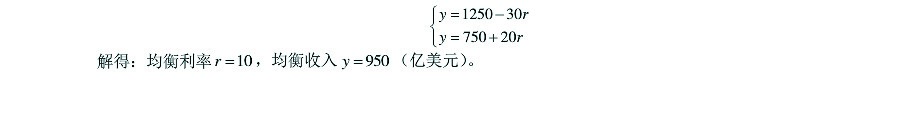 y = 1250 − 30r
y = 750 + 20r
解得：均衡利率 r = 10，均衡收入 y = 950（亿美元）。